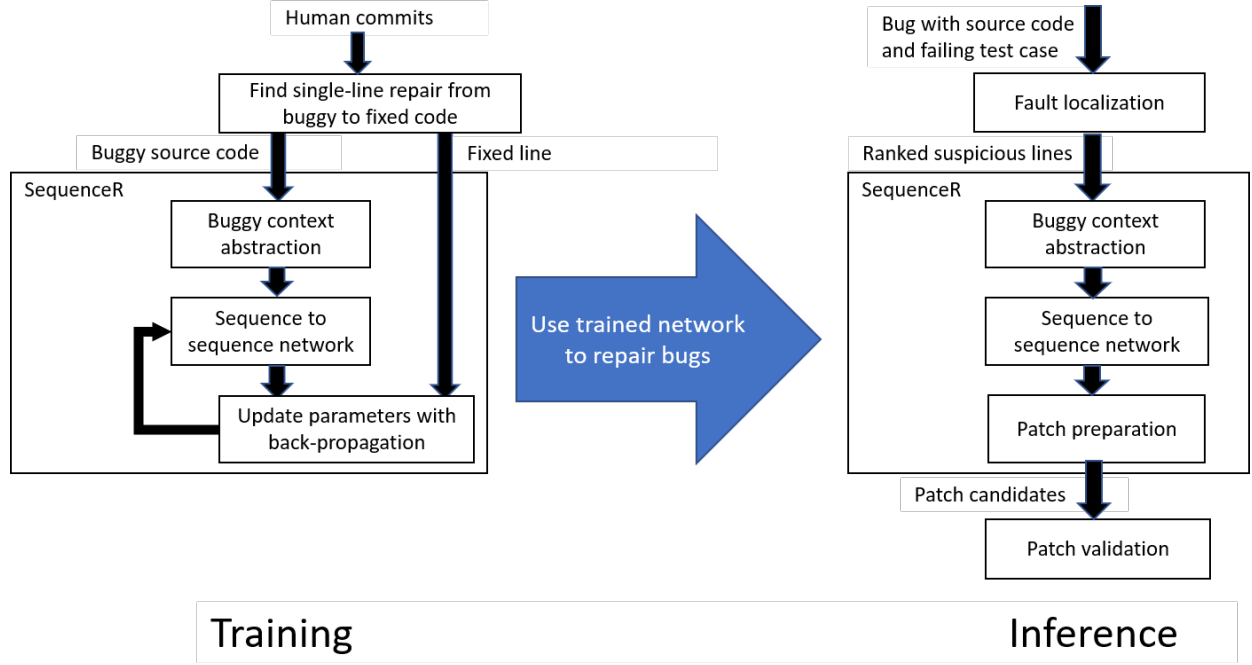 Human commits
Find single-line repair from
buggy to fixed code
Buggy source code
Fixed line
SequenceR
Buggy context
abstraction
Sequence to
sequence network
Update parameters with
back-propagation
Use trained network
to repair bugs
Bug with source code
and failing test case
Fault localization
Ranked suspicious lines
SequenceR
Buggy context
abstraction
Sequence to
sequence network
Patch preparation
Patch candidates
Patch validation
Training
Inference